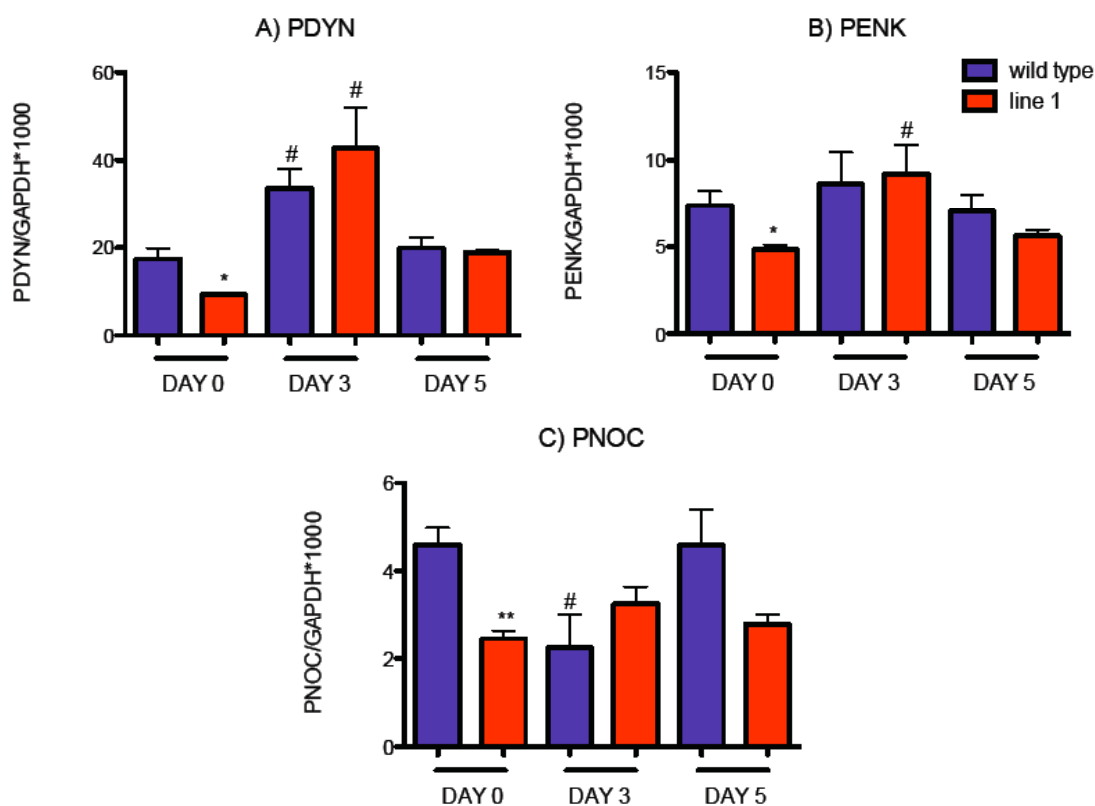 A) PDYN
PDYN/GAPDH*1000
60
40
20
0
#
#
*
DAY 0
DAY 3
DAY 5
B) PENK
wild type
line 1
PENK/GAPDH*1000
15
10
5
0
#
*
DAY 0
DAY 3
DAY 5
C) PNOC
PNOC/GAPDH*1000
6
4
2
0
**
#
DAY 0
DAY 3
DAY 5